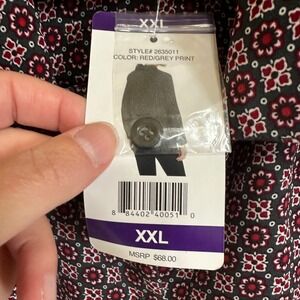 XXL
STYLE# 2635011
COLOR: RED/GREY PRINT
8 84402 40051 0
XXL
MSRP $68.00